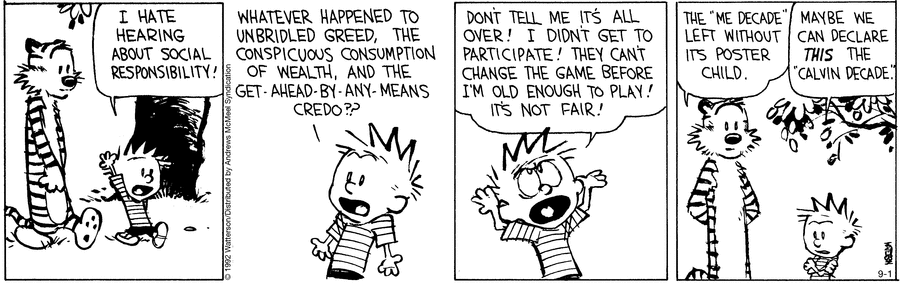 I HATE
HEARING
ABOUT SOCIAL
RESPONSIBILITY!
WHATEVER HAPPENED TO
UNBRIDLED GREED, THE
CONSPICUOUS CONSUMPTION
OF WEALTH, AND THE
GET-AHEAD-BY-ANY-MEANS
CREDO??
© 1992 Watterson/Distributed by Andrews McMeel Syndication
DON'T TELL ME IT'S ALL
OVER! I DIDN'T GET TO
PARTICIPATE! THEY CAN'T
CHANGE THE GAME BEFORE
I'M OLD ENOUGH TO PLAY!
IT'S NOT FAIR!
THE "ME DECADE"
LEFT WITHOUT
IT'S POSTER
CHILD.
MAYBE WE
CAN DECLARE
THIS THE
"CALVIN DECADE."
WATTERSON
9-1